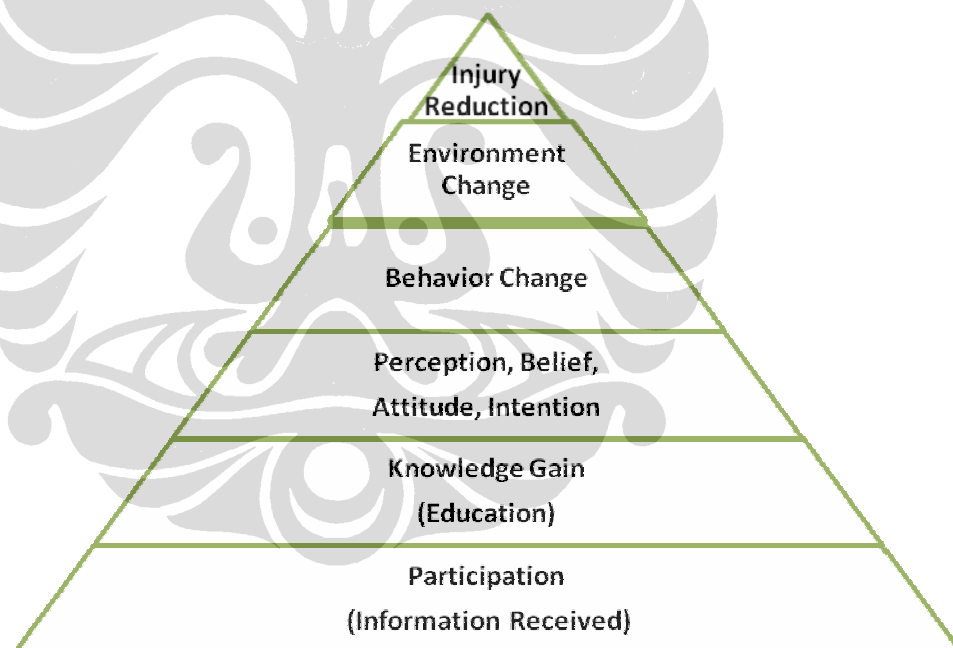 Injury
Reduction
Environment
Change
Behavior Change
Perception, Belief,
Attitude, Intention
Knowledge Gain
(Education)
Participation
(Information Received)